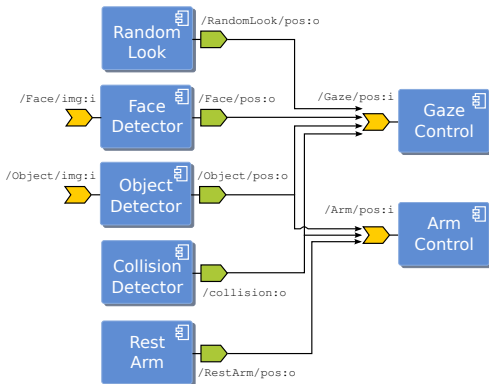 /RandomLook/pos:o
Random
Look
/Face/img:i
/Face/pos:o
/Gaze/pos:i
Face
Detector
Gaze
Control
/Object/img:i
/Object/pos:o
Object
Detector
/Arm/pos:i
Arm
Control
Collision
Detector
/collision:o
Rest
Arm
/RestArm/pos:o